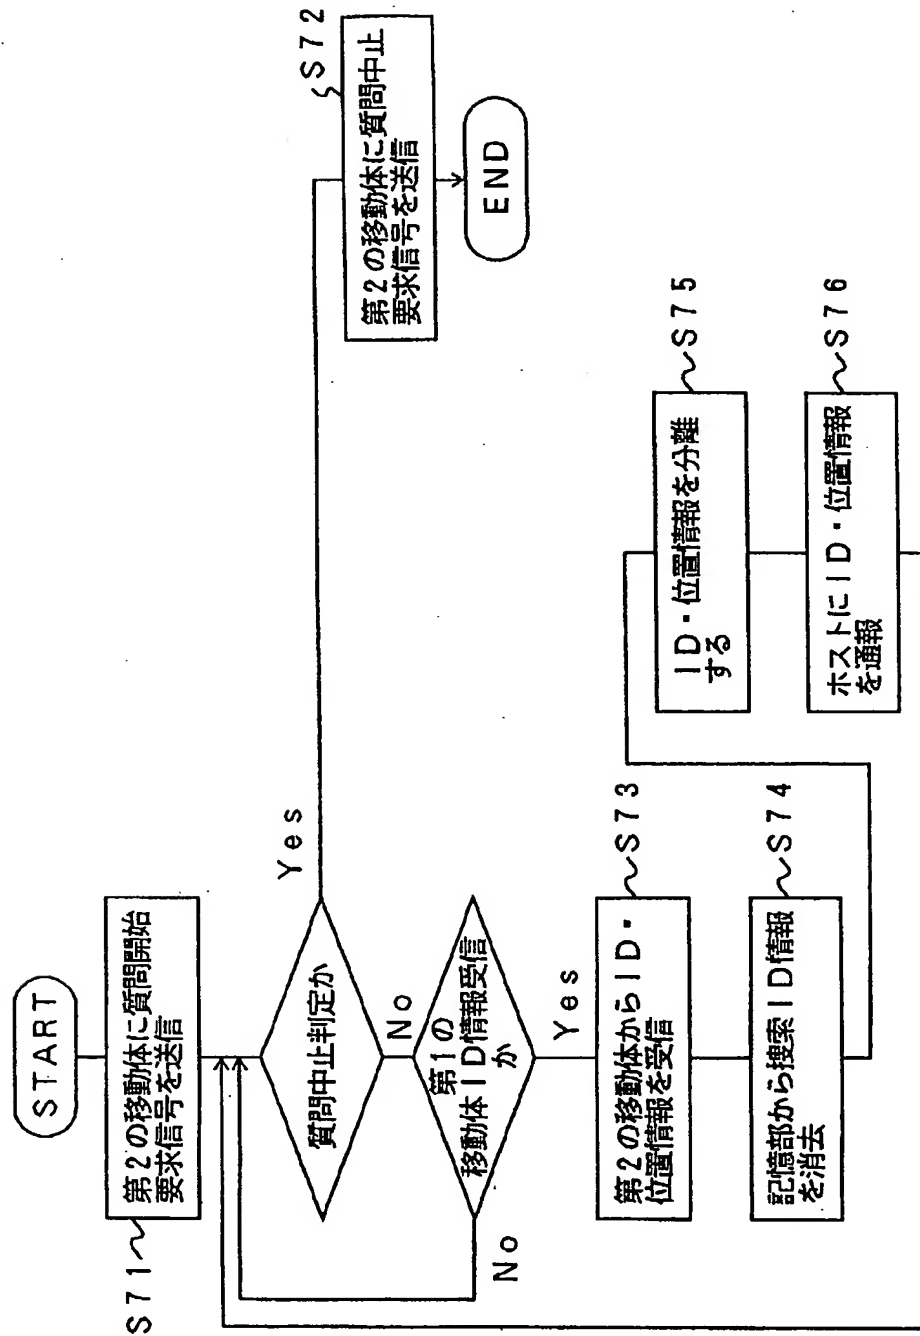 START
S71
第2の移動体に質問開始
要求信号を送信
質問中止判定か
Yes
No
S72
第2の移動体に質問中止
要求信号を送信
END
第1の
移動体ID情報受信
か
No
Yes
第2の移動体からID・
位置情報を受信
S73
記憶部から捜索ID情報
を消去
S74
ID・位置情報を分離
する
S75
ホストにID・位置情報
を通報
S76